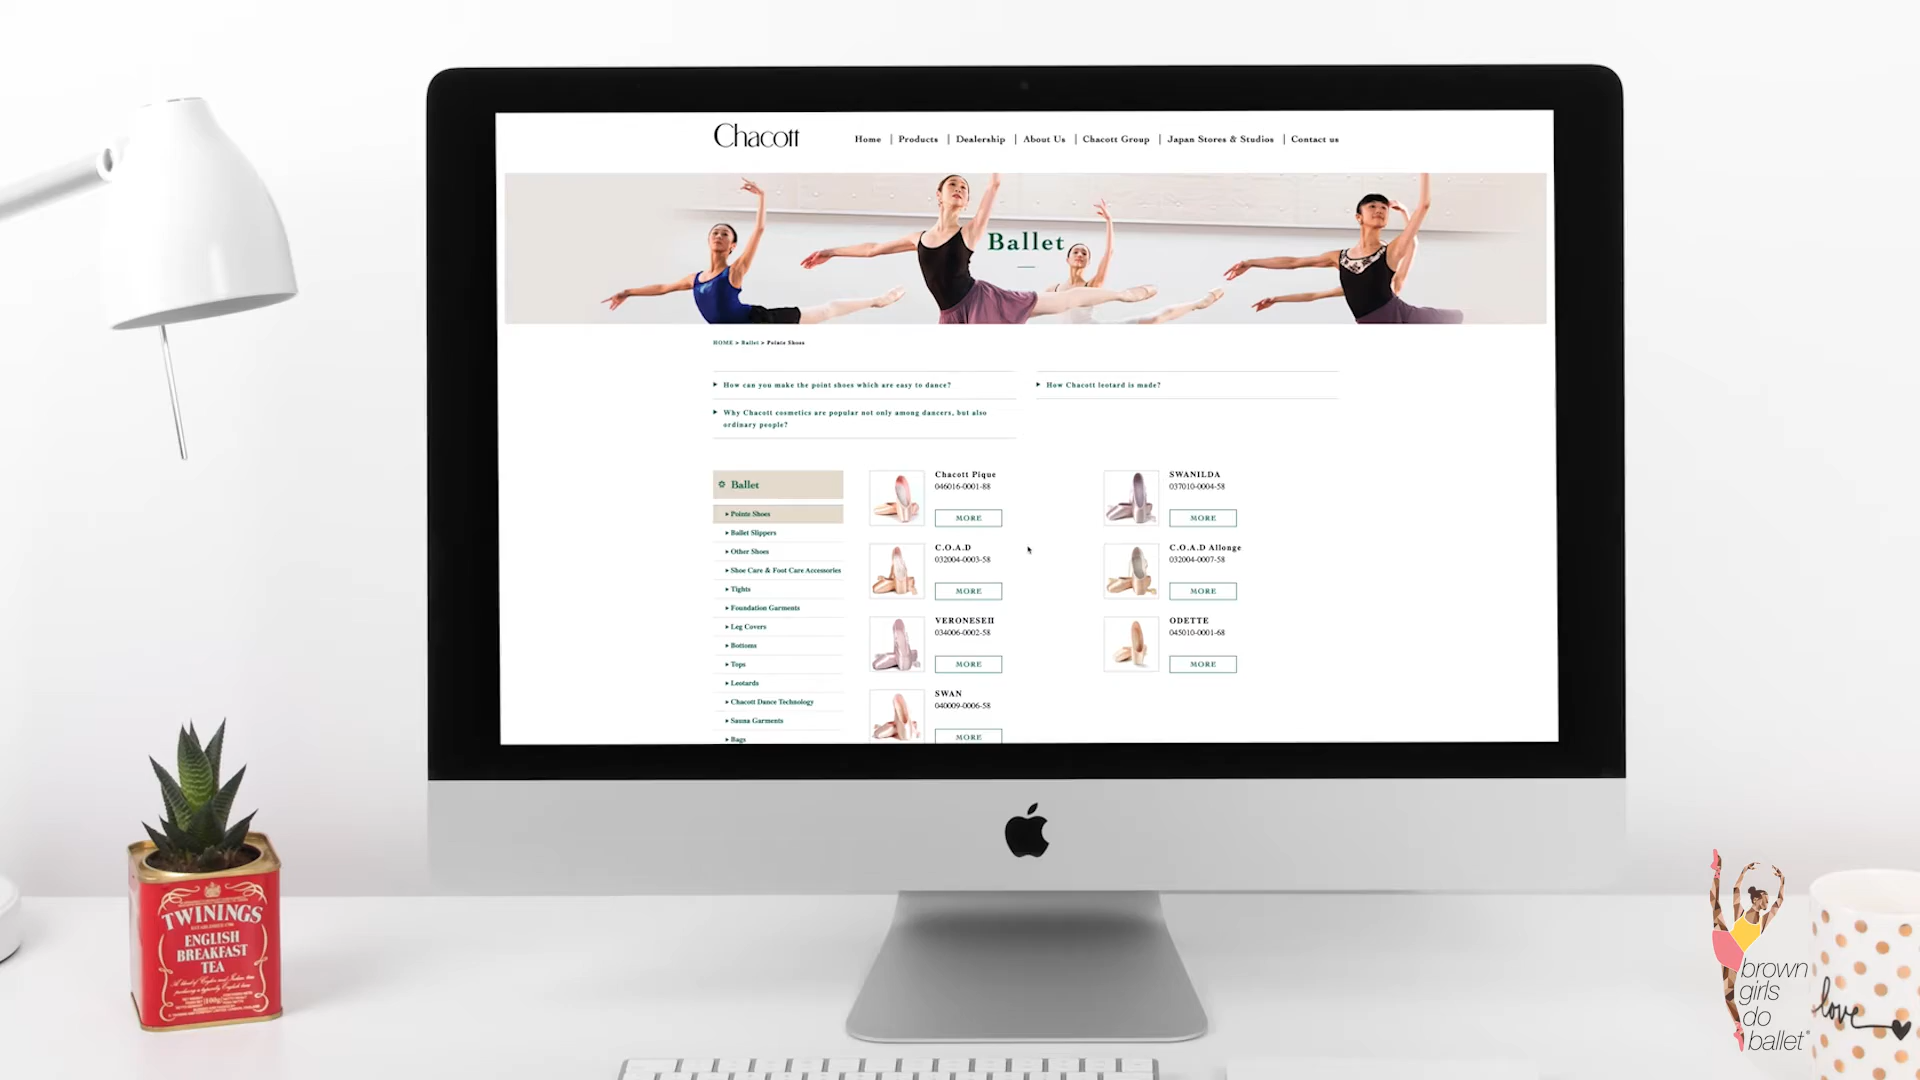 Chacott
Home | Products | Dealership | About Us | Chacott Group | Japan Stores & Studios | Contact us
Ballet
HOME > Ballet > Pointe Shoes
How can you make the point shoes which are easy to dance?
How Chacott leotard is made?
Why Chacott cosmetics are popular not only among dancers, but also
ordinary people?
Ballet
Pointe Shoes
Ballet Slippers
Other Shoes
Shoe Care & Foot Care Accessories
Tights
Foundation Garments
Leg Covers
Bottoms
Tops
Leotards
Chacott Dance Technology
Sauna Garments
Bags
Chacott Pique
046016-0001-88
MORE
SWANILDA
037010-0004-58
MORE
C.O.A.D
032004-0003-58
MORE
C.O.A.D Allonge
032004-0007-58
MORE
VERONESEII
034006-0002-58
MORE
ODETTE
045010-0001-68
MORE
SWAN
040009-0006-58
MORE
TWININGS
ENGLISH
BREAKFAST
TEA
brown
girls
do
ballet
love